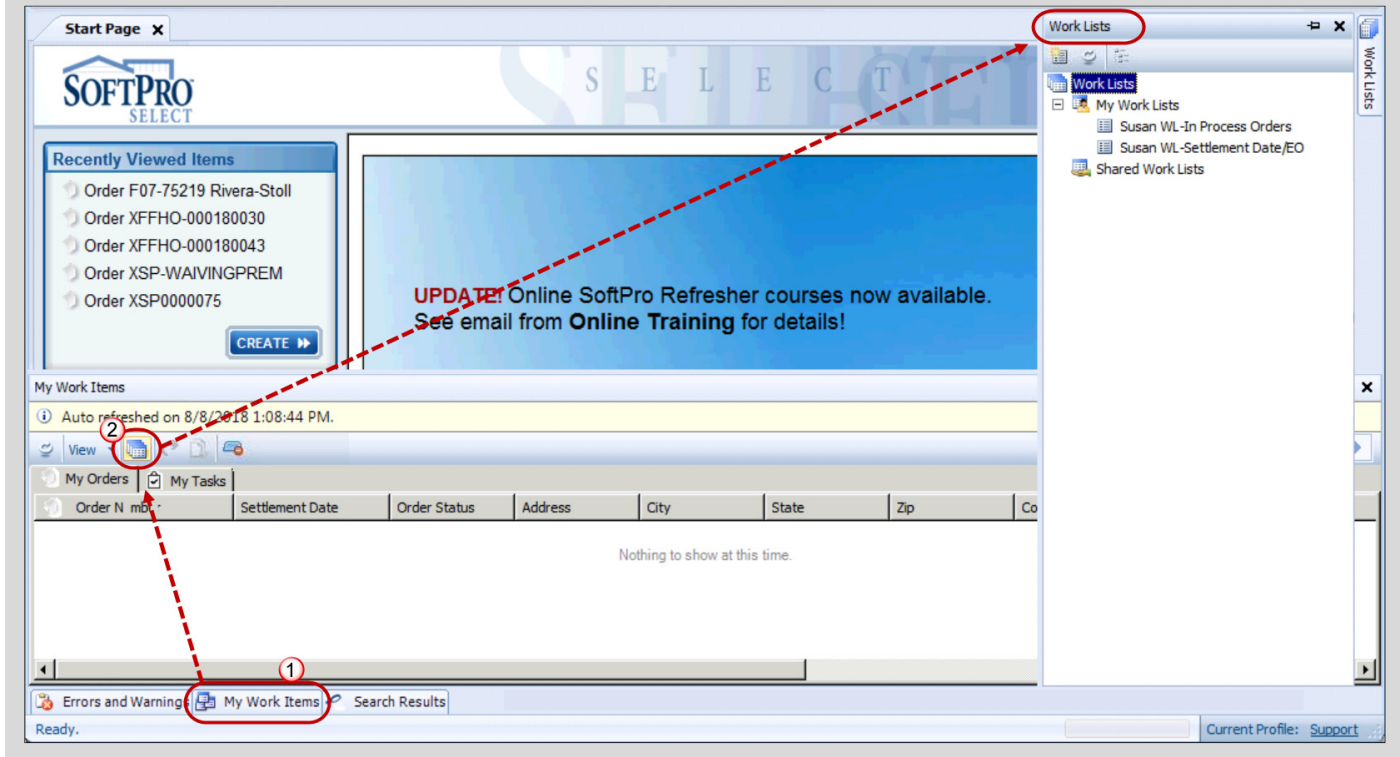 Start Page
SOFTPRO
SELECT
S E L E C T
Recently Viewed Items
Order F07-75219 Rivera-Stoll
Order XFFHO-000180030
Order XFFHO-000180043
Order XSP-WAIVINGPREM
Order XSP0000075
CREATE
UPDATE! Online SoftPro Refresher courses now available.
See email from Online Training for details!
Work Lists
Work Lists
Work Lists
My Work Lists
Susan WL-In Process Orders
Susan WL-Settlement Date/EO
Shared Work Lists
My Work Items
Auto refreshed on 8/8/2018 1:08:44 PM.
2
View
My Orders My Tasks
Order N mb r Settlement Date Order Status Address City State Zip Co
Nothing to show at this time.
1
Errors and Warnings My Work Items Search Results
Ready. Current Profile: Support